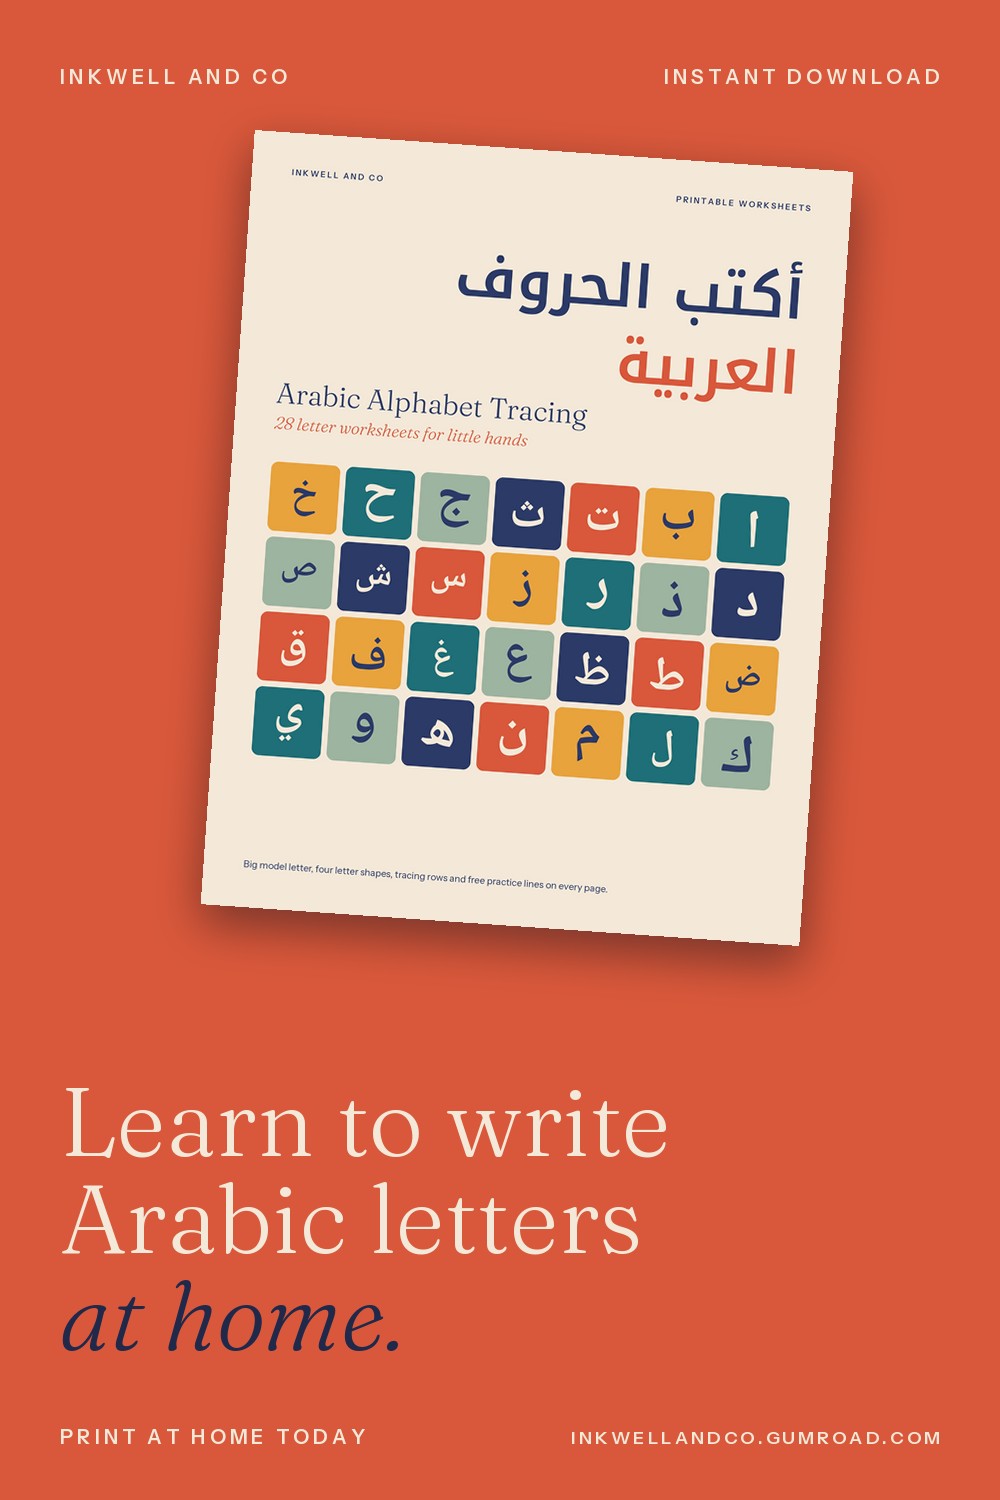 INKWELL AND CO
INSTANT DOWNLOAD
INKWELL AND CO
PRINTABLE WORKSHEETS
أكتب الحروف
العربية
Arabic Alphabet Tracing
28 letter worksheets for little hands
ا ب ت ث ج ح خ
د ذ ر ز س ش ص
ض ط ظ ع غ ف ق
ك ل م ن ه و ي
Big model letter, four letter shapes, tracing rows and free practice lines on every page.
Learn to write
Arabic letters
at home.
PRINT AT HOME TODAY
INKWELLANDCO.GUMROAD.COM